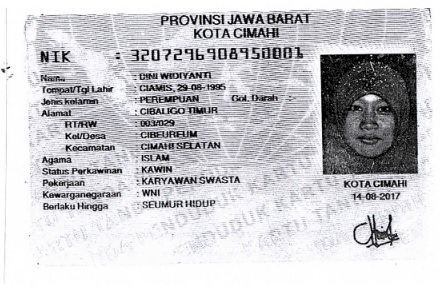 PROVINSI JAWA BARAT
KOTA CIMAHI
NIK : 3207296908950001
Nama : DINI WIDIYANTI
Tempat/Tgl Lahir : CIAMIS, 29-08-1995
Jenis kelamin : PEREMPUAN Gol. Darah : -
Alamat : CIBALIGO TIMUR
RT/RW : 003/029
Kel/Desa : CIBEUREUM
Kecamatan : CIMAHI SELATAN
Agama : ISLAM
Status Perkawinan : KAWIN
Pekerjaan : KARYAWAN SWASTA
Kewarganegaraan : WNI
Berlaku Hingga : SEUMUR HIDUP
KOTA CIMAHI
14-08-2017